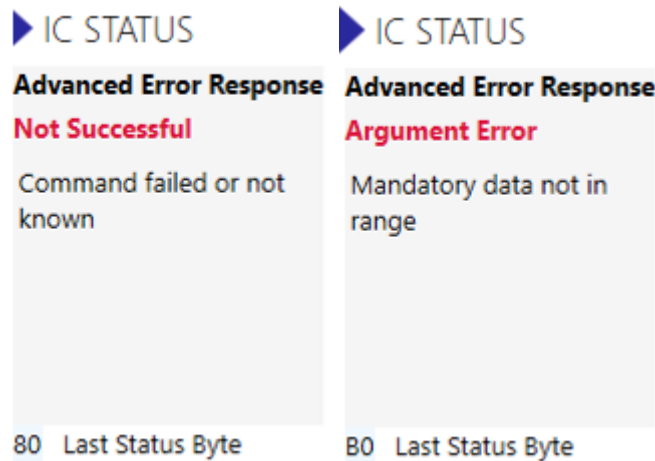 IC STATUS
Advanced Error Response
Not Successful
Command failed or not
known
80 Last Status Byte
IC STATUS
Advanced Error Response
Argument Error
Mandatory data not in
range
B0 Last Status Byte